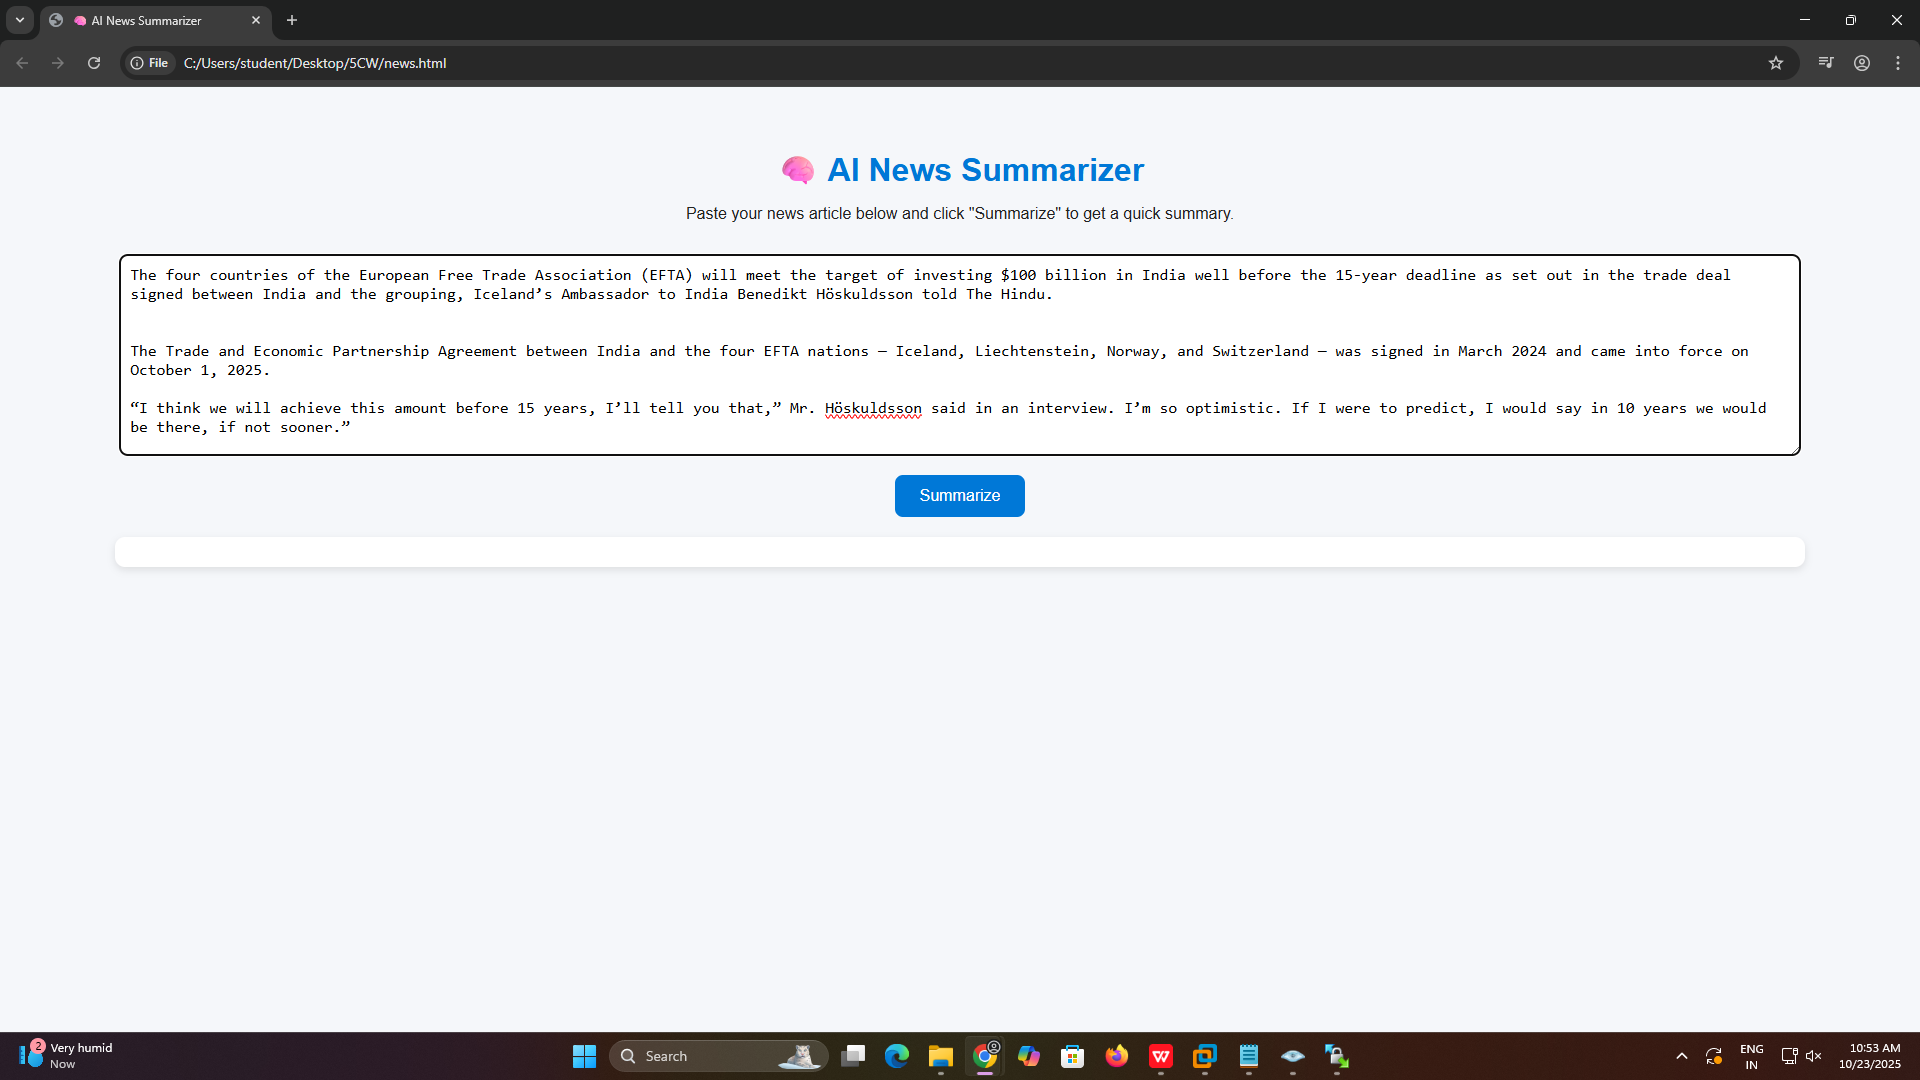 AI News Summarizer
File C:/Users/student/Desktop/5CW/news.html
AI News Summarizer
Paste your news article below and click "Summarize" to get a quick summary.
The four countries of the European Free Trade Association (EFTA) will meet the target of investing $100 billion in India well before the 15-year deadline as set out in the trade deal
signed between India and the grouping, Iceland’s Ambassador to India Benedikt Höskuldsson told The Hindu.
The Trade and Economic Partnership Agreement between India and the four EFTA nations — Iceland, Liechtenstein, Norway, and Switzerland — was signed in March 2024 and came into force on
October 1, 2025.
“I think we will achieve this amount before 15 years, I’ll tell you that,” Mr. Höskuldsson said in an interview. I’m so optimistic. If I were to predict, I would say in 10 years we would
be there, if not sooner.”
Summarize
2
Very humid
Now
Search
W
ENG
IN
10:53 AM
10/23/2025